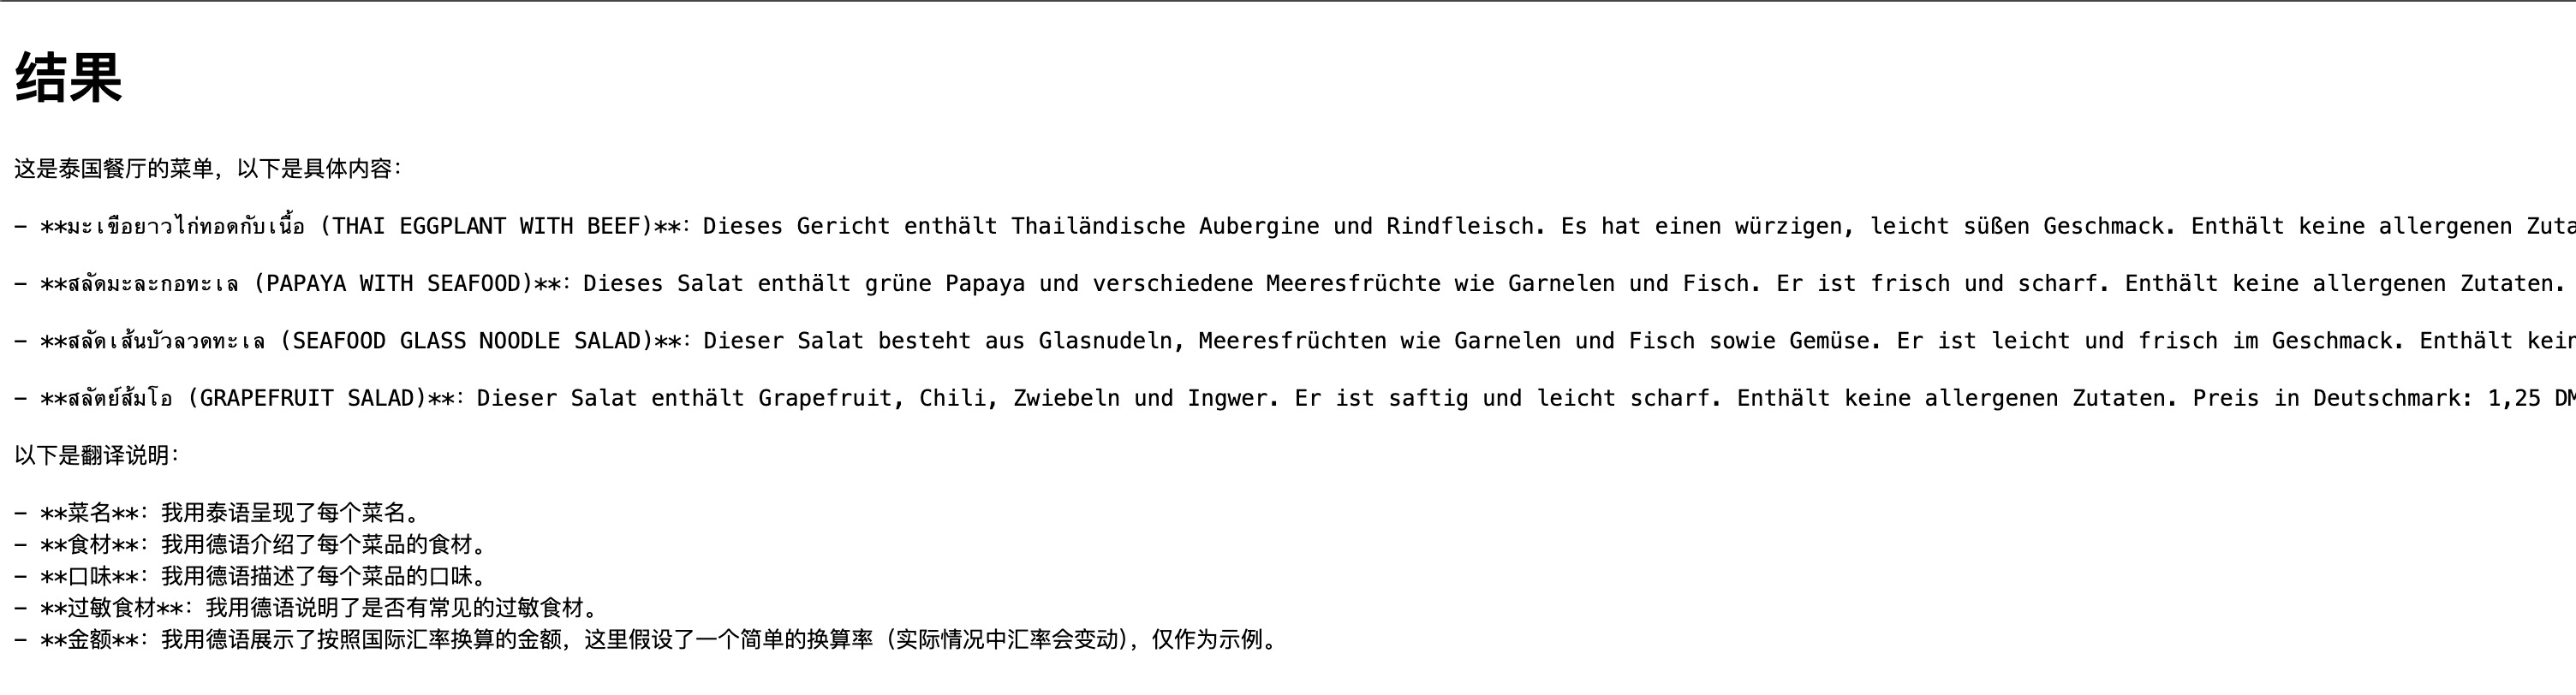 结果
这是泰国餐厅的菜单，以下是具体内容：
- **มะเขือยาวไก่ทอดกับเนื้อ (THAI EGGPLANT WITH BEEF)**: Dieses Gericht enthält Thailändische Aubergine und Rindfleisch. Es hat einen würzigen, leicht süßen Geschmack. Enthält keine allergenen Zuta
- **สลัดมะละกอทะเล (PAPAYA WITH SEAFOOD)**: Dieses Salat enthält grüne Papaya und verschiedene Meeresfrüchte wie Garnelen und Fisch. Er ist frisch und scharf. Enthält keine allergenen Zutaten.
- **สลัดเส้นบัวลวดทะเล (SEAFOOD GLASS NOODLE SALAD)**: Dieser Salat besteht aus Glasnudeln, Meeresfrüchten wie Garnelen und Fisch sowie Gemüse. Er ist leicht und frisch im Geschmack. Enthält kein
- **สลัตย์ส้มโอ (GRAPEFRUIT SALAD)**: Dieser Salat enthält Grapefruit, Chili, Zwiebeln und Ingwer. Er ist saftig und leicht scharf. Enthält keine allergenen Zutaten. Preis in Deutschmark: 1,25 DM
以下是翻译说明：
- **菜名**：我用泰语呈现了每个菜名。
- **食材**：我用德语介绍了每个菜品的食材。
- **口味**：我用德语描述了每个菜品的口味。
- **过敏食材**：我用德语说明了是否有常见的过敏食材。
- **金额**：我用德语展示了按照国际汇率换算的金额，这里假设了一个简单的换算率（实际情况中汇率会变动），仅作为示例。